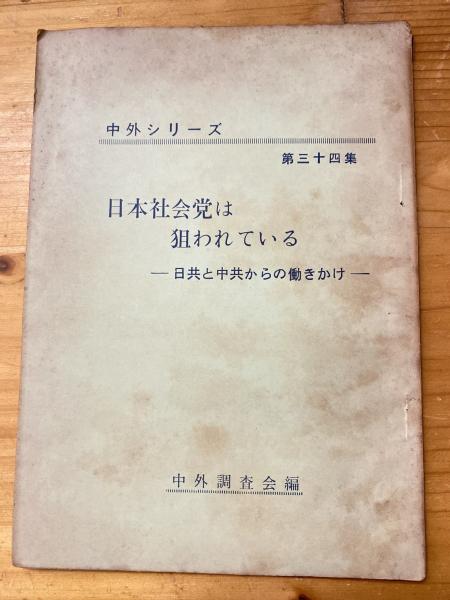 中外シリーズ
第三十四集
日本社会党は
狙われている
―日共と中共からの働きかけ―
中外調査会編